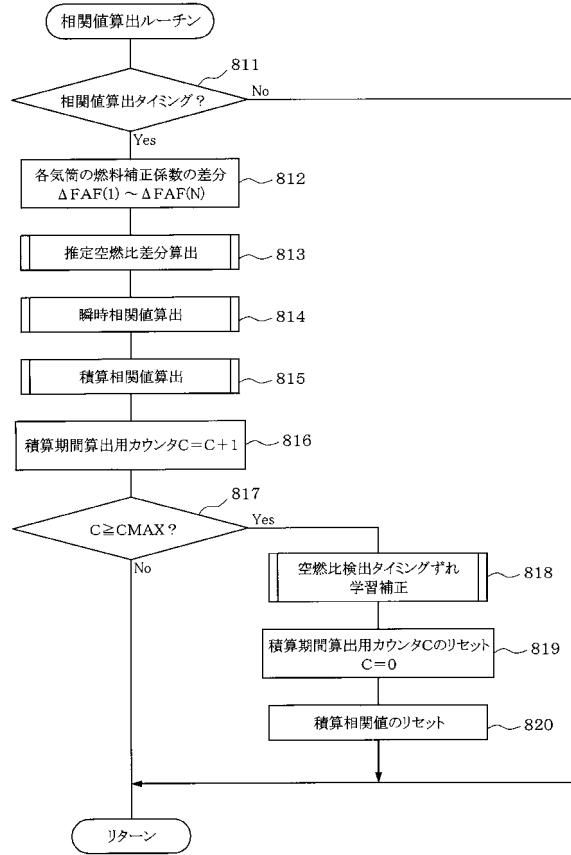 相関値算出ルーチン
811
相関値算出タイミング?
No
Yes
各気筒の燃料補正係数の差分
ΔFAF(1)～ΔFAF(N)
812
推定空燃比差分算出
813
瞬時相関値算出
814
積算相関値算出
815
積算期間算出用カウンタC=C+1
816
817
C≧CMAX?
Yes
No
空燃比検出タイミングずれ
学習補正
818
積算期間算出用カウンタCのリセット
C=0
819
積算相関値のリセット
820
リターン